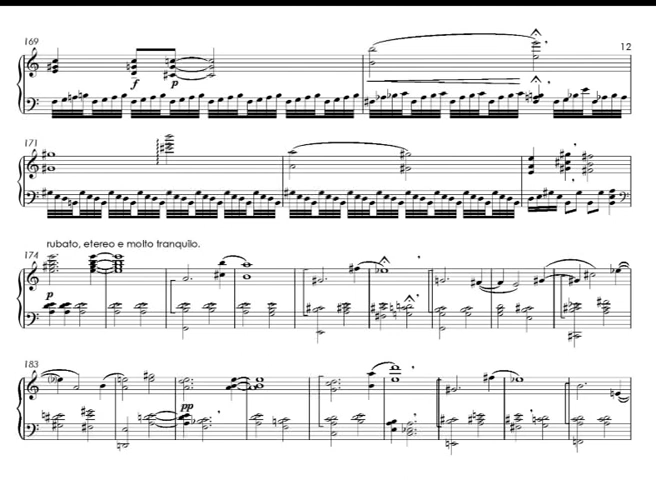 169
12
f
p
171
rubato, etereo e molto tranquilo.
174
p
183
pp